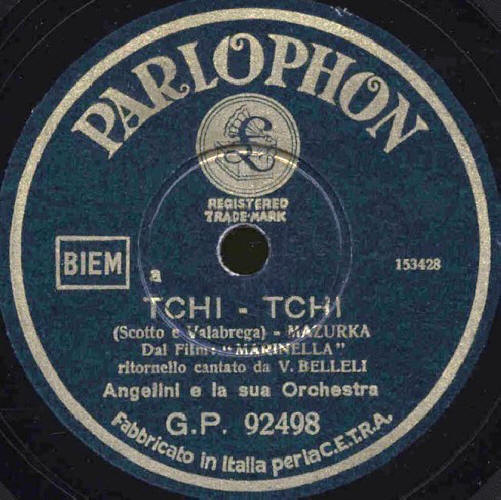 PARLOPHON
£
REGISTERED
TRADE-MARK
BIEM
a
153428
TCHI - TCHI
(Scotto e Valabrega) - MAZURKA
Dal Film: "MARINELLA"
ritornello cantato da V. BELLELI
Angelini e la sua Orchestra
G.P. 92498
Fabbricato in Italia per la C.E.T.R.A.